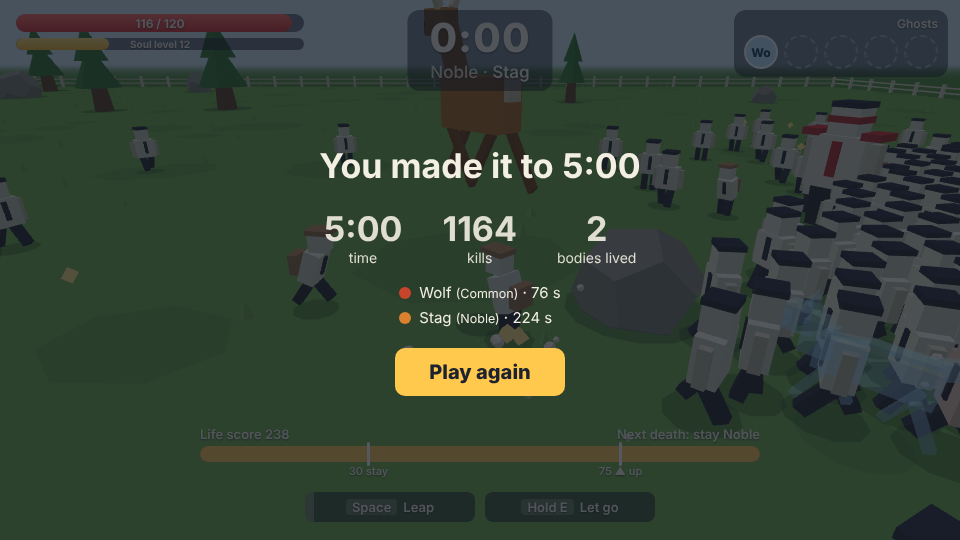 116 / 120
Soul level 12
0:00
Noble · Stag
Ghosts
Wo
You made it to 5:00
5:00 1164 2
time kills bodies lived
Wolf (Common) · 76 s
Stag (Noble) · 224 s
Play again
Life score 238 Next death: stay Noble
30 stay 75 ▲ up
Space Leap Hold E Let go